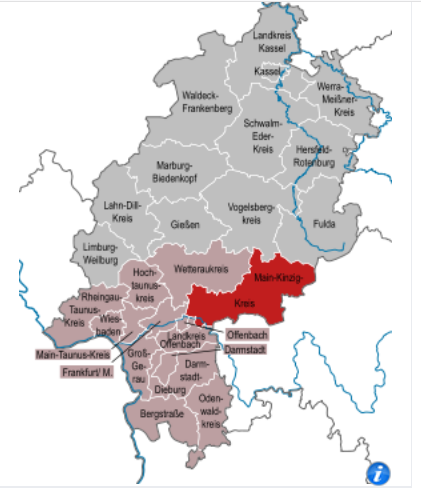 Landkreis
Kassel
Kassel
Waldeck-
Frankenberg
Werra-
Meißner-
Kreis
Schwalm-
Eder-
Kreis
Hersfeld-
Rotenburg
Marburg-
Biedenkopf
Lahn-Dill-
Kreis
Gießen
Vogelsberg-
kreis
Fulda
Limburg-
Weilburg
Hoch-
taunus-
kreis
Wetteraukreis
Main-Kinzig-
Kreis
Rheingau-
Taunus-
Kreis
Wies-
baden
Main-Taunus-Kreis
Frankfurt/ M.
Landkreis
Offenbach
Offenbach
Darmstadt
Groß-
Ge-
rau
Darm-
stadt-
Dieburg
Bergstraße
Oden-
wald-
kreis
i